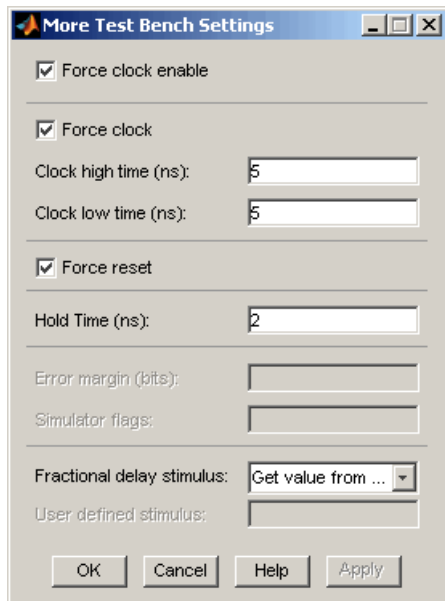 More Test Bench Settings
Force clock enable
Force clock
Clock high time (ns): 5
Clock low time (ns): 5
Force reset
Hold Time (ns): 2
Error margin (bits):
Simulator flags:
Fractional delay stimulus: Get value from ...
User defined stimulus:
OK Cancel Help Apply